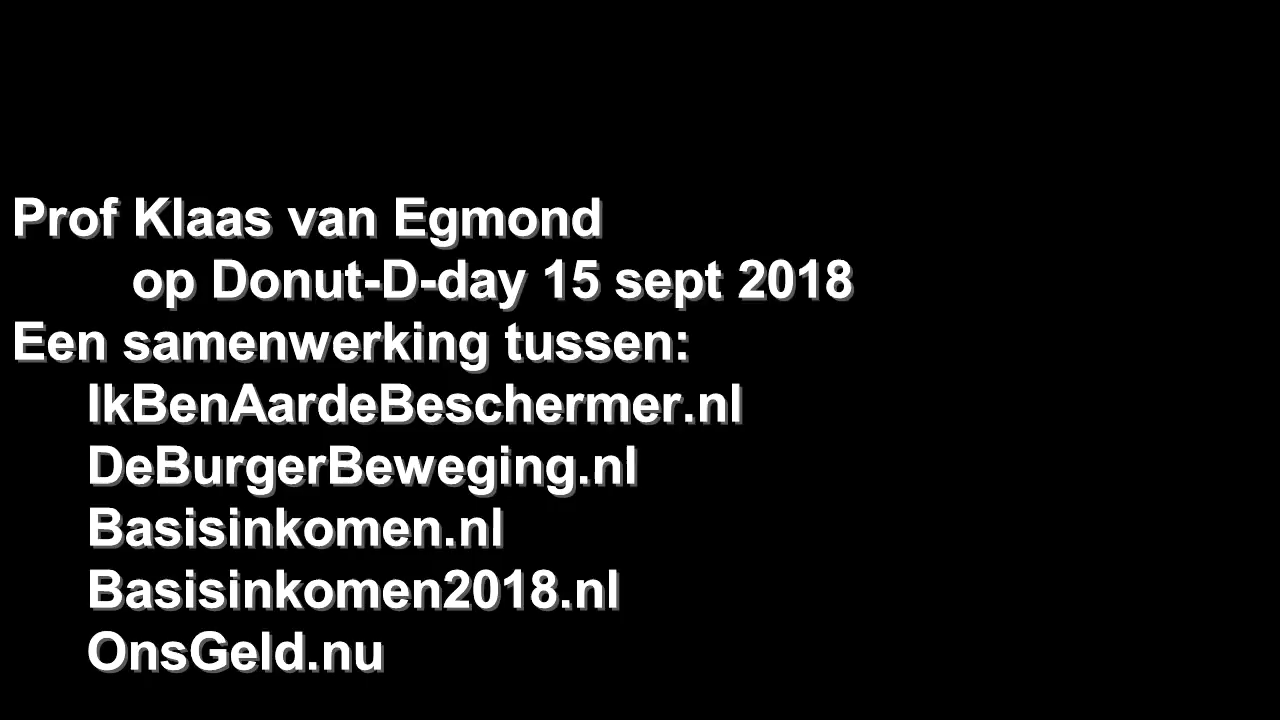 Prof Klaas van Egmond
op Donut-D-day 15 sept 2018
Een samenwerking tussen:
IkBenAardeBeschermer.nl
DeBurgerBeweging.nl
Basisinkomen.nl
Basisinkomen2018.nl
OnsGeld.nu